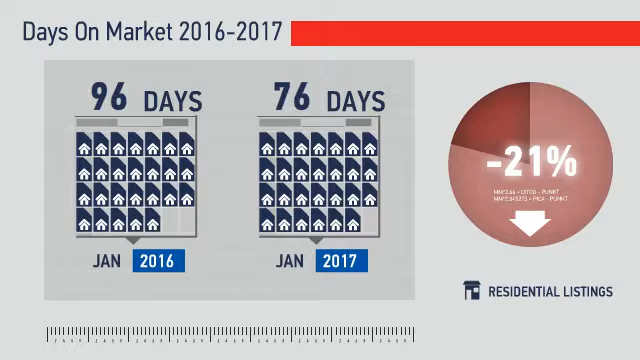 Days On Market 2016-2017
96 DAYS
76 DAYS
-21%
JAN 2016
JAN 2017
RESIDENTIAL LISTINGS